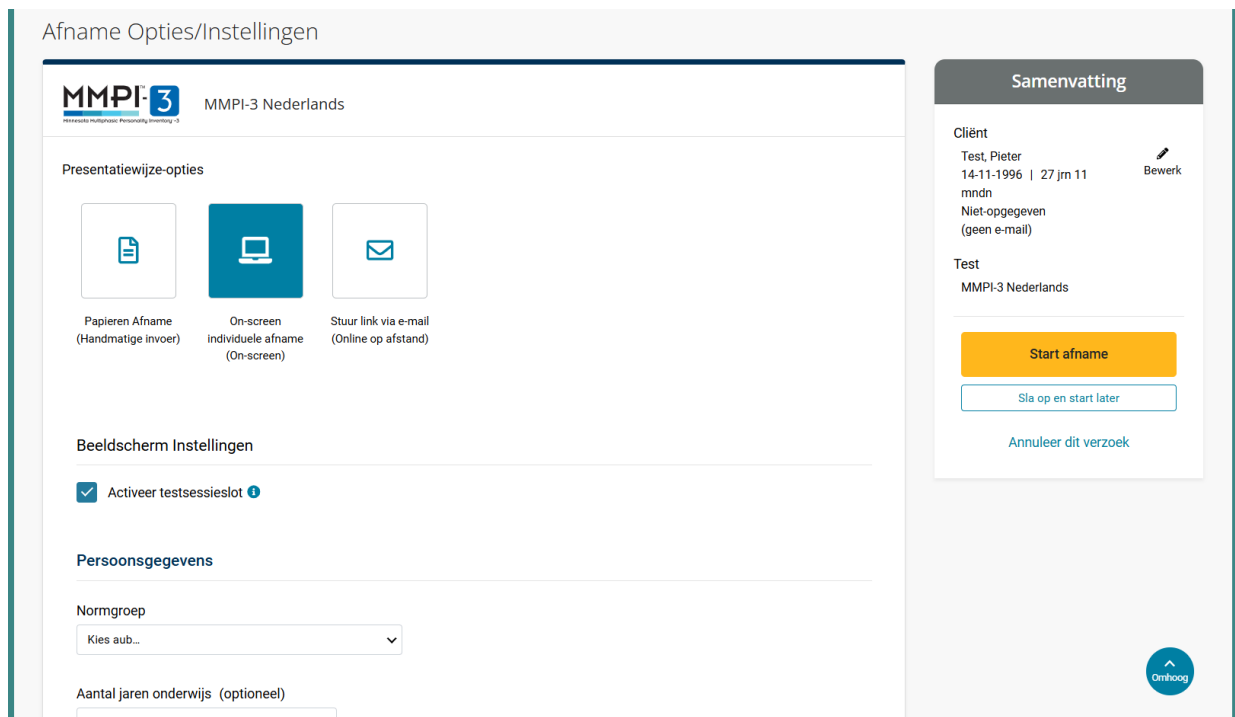 Afname Opties/Instellingen
MMPI™-3
Minnesota Multiphasic Personality Inventory -3
MMPI-3 Nederlands
Presentatiewijze-opties
Papieren Afname
(Handmatige invoer)
On-screen
individuele afname
(On-screen)
Stuur link via e-mail
(Online op afstand)
Beeldscherm Instellingen
Activeer testsessieslot
Persoonsgegevens
Normgroep
Kies aub...
Aantal jaren onderwijs (optioneel)
Samenvatting
Cliënt
Test, Pieter
14-11-1996 | 27 jrn 11
mndn
Niet-opgegeven
(geen e-mail)
Bewerk
Test
MMPI-3 Nederlands
Start afname
Sla op en start later
Annuleer dit verzoek
Omhoog